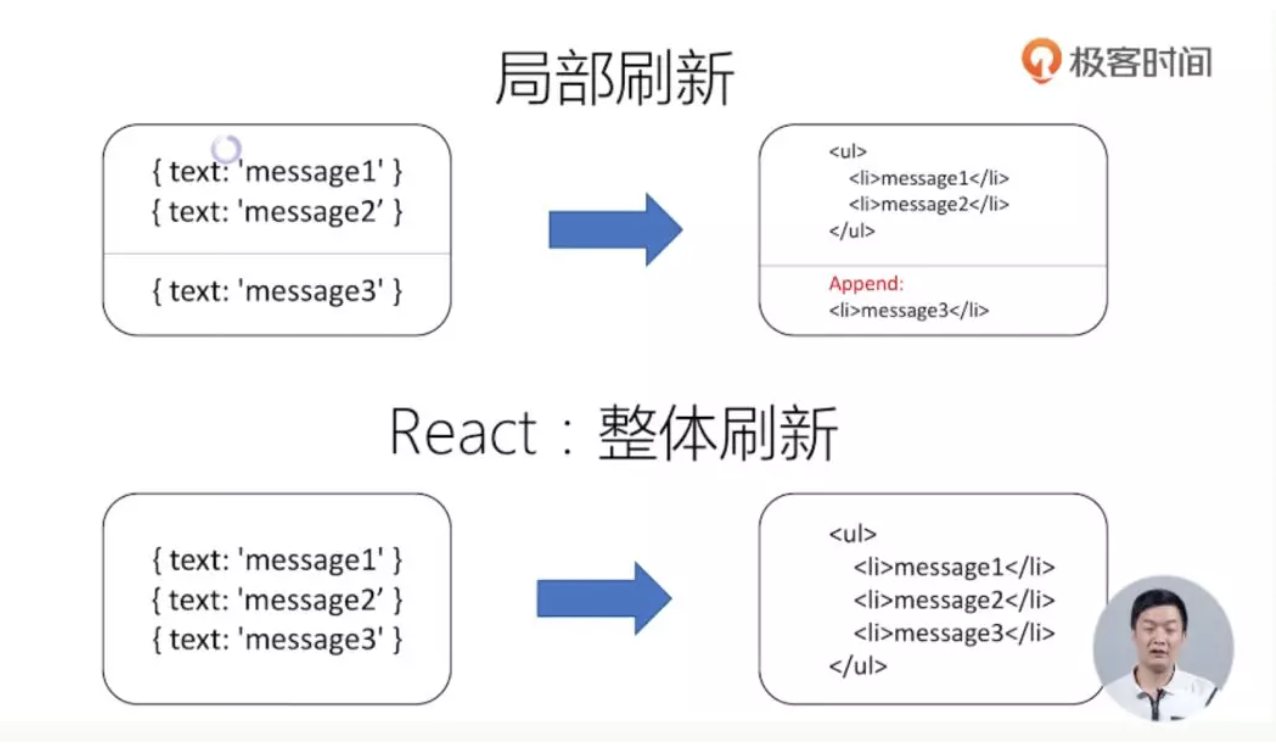 局部刷新
极客时间
{ text: 'message1' }
{ text: 'message2’ }
{ text: 'message3' }
<ul>
<li>message1</li>
<li>message2</li>
</ul>
Append:
<li>message3</li>
React：整体刷新
{ text: 'message1' }
{ text: 'message2’ }
{ text: 'message3' }
<ul>
<li>message1</li>
<li>message2</li>
<li>message3</li>
</ul>